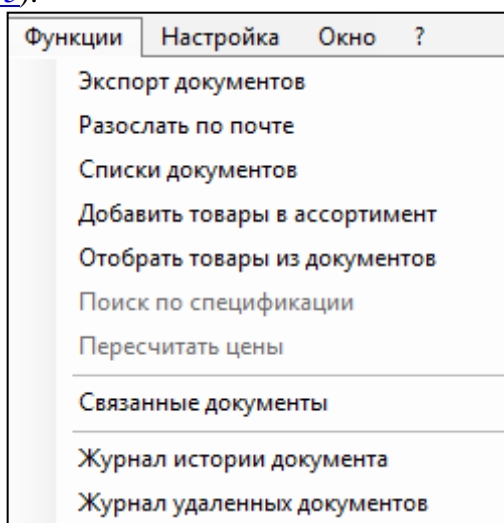 5).
Функции Настройка Окно ?
Экспорт документов
Разослать по почте
Списки документов
Добавить товары в ассортимент
Отобрать товары из документов
Поиск по спецификации
Пересчитать цены
Связанные документы
Журнал истории документа
Журнал удаленных документов